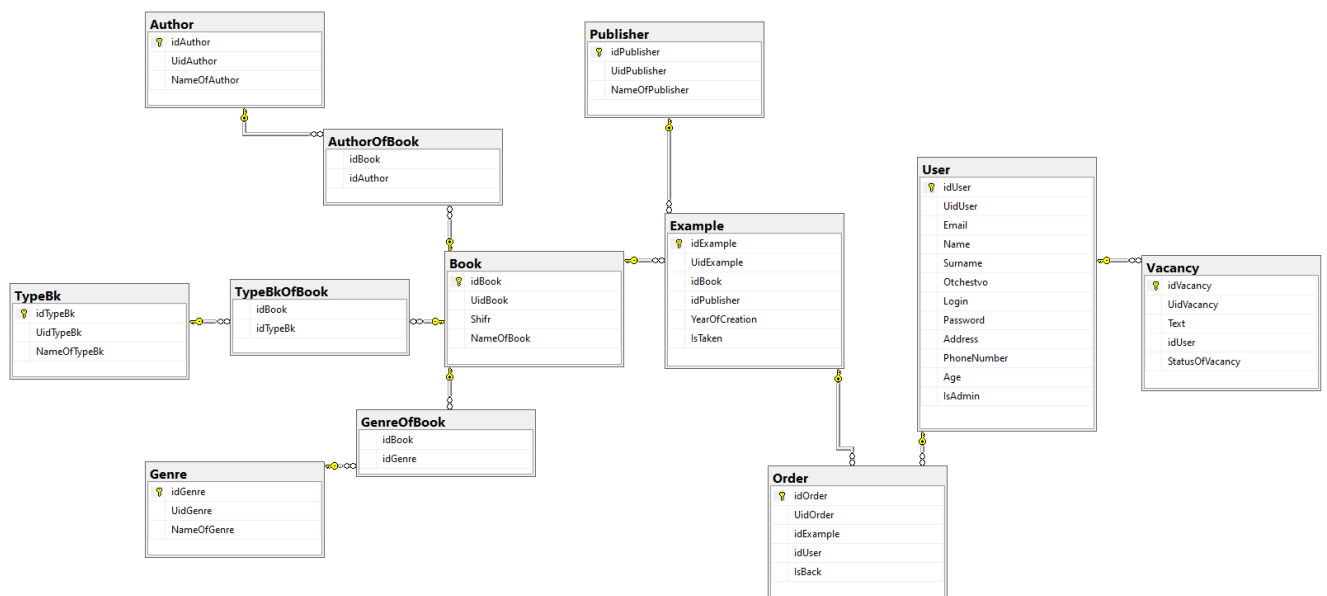 Author
idAuthor
UidAuthor
NameOfAuthor
Publisher
idPublisher
UidPublisher
NameOfPublisher
AuthorOfBook
idBook
idAuthor
User
idUser
UidUser
Email
Name
Surname
Otchestvo
Login
Password
Address
PhoneNumber
Age
IsAdmin
Example
idExample
UidExample
idBook
idPublisher
YearOfCreation
IsTaken
Book
idBook
UidBook
Shifr
NameOfBook
Vacancy
idVacancy
UidVacancy
Text
idUser
StatusOfVacancy
TypeBk
idTypeBk
UidTypeBk
NameOfTypeBk
TypeBkOfBook
idBook
idTypeBk
GenreOfBook
idBook
idGenre
Genre
idGenre
UidGenre
NameOfGenre
Order
idOrder
UidOrder
idExample
idUser
IsBack